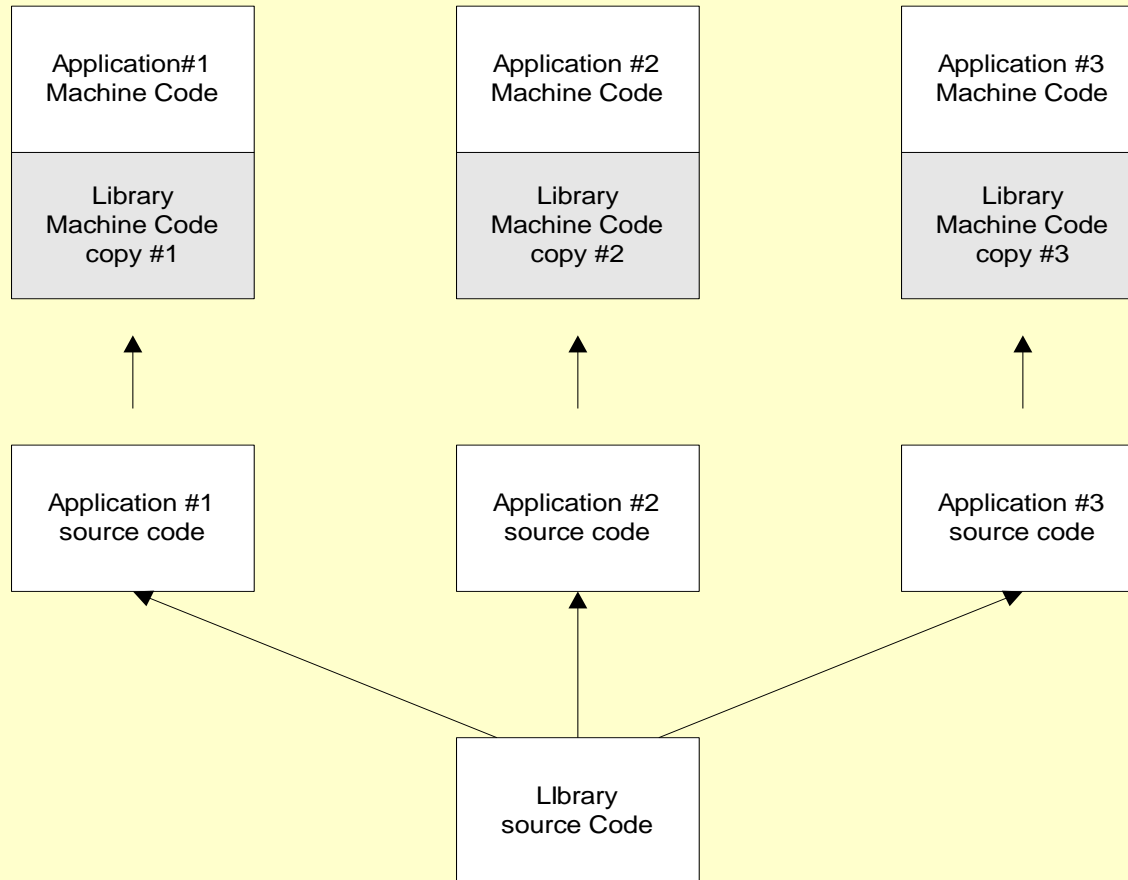 Application#1
Machine Code
Application #2
Machine Code
Application #3
Machine Code
Library
Machine Code
copy #1
Library
Machine Code
copy #2
Library
Machine Code
copy #3
Application #1
source code
Application #2
source code
Application #3
source code
LIbrary
source Code